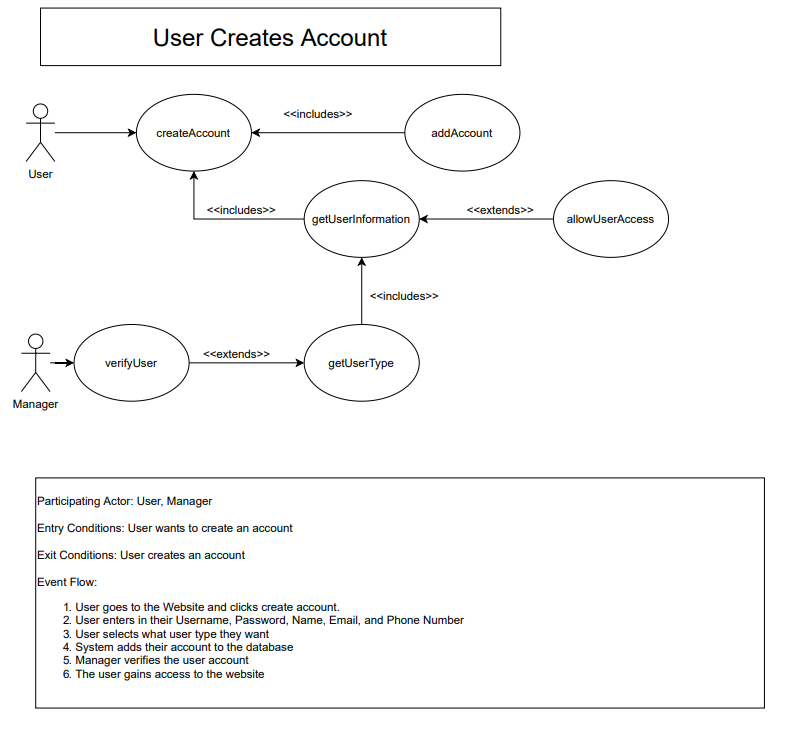 User Creates Account
<<includes>>
createAccount
addAccount
User
<<includes>>
<<extends>>
getUserInformation
allowUserAccess
<<includes>>
<<extends>>
verifyUser
getUserType
Manager
Participating Actor: User, Manager
Entry Conditions: User wants to create an account
Exit Conditions: User creates an account
Event Flow:
1. User goes to the Website and clicks create account.
2. User enters in their Username, Password, Name, Email, and Phone Number
3. User selects what user type they want
4. System adds their account to the database
5. Manager verifies the user account
6. The user gains access to the website